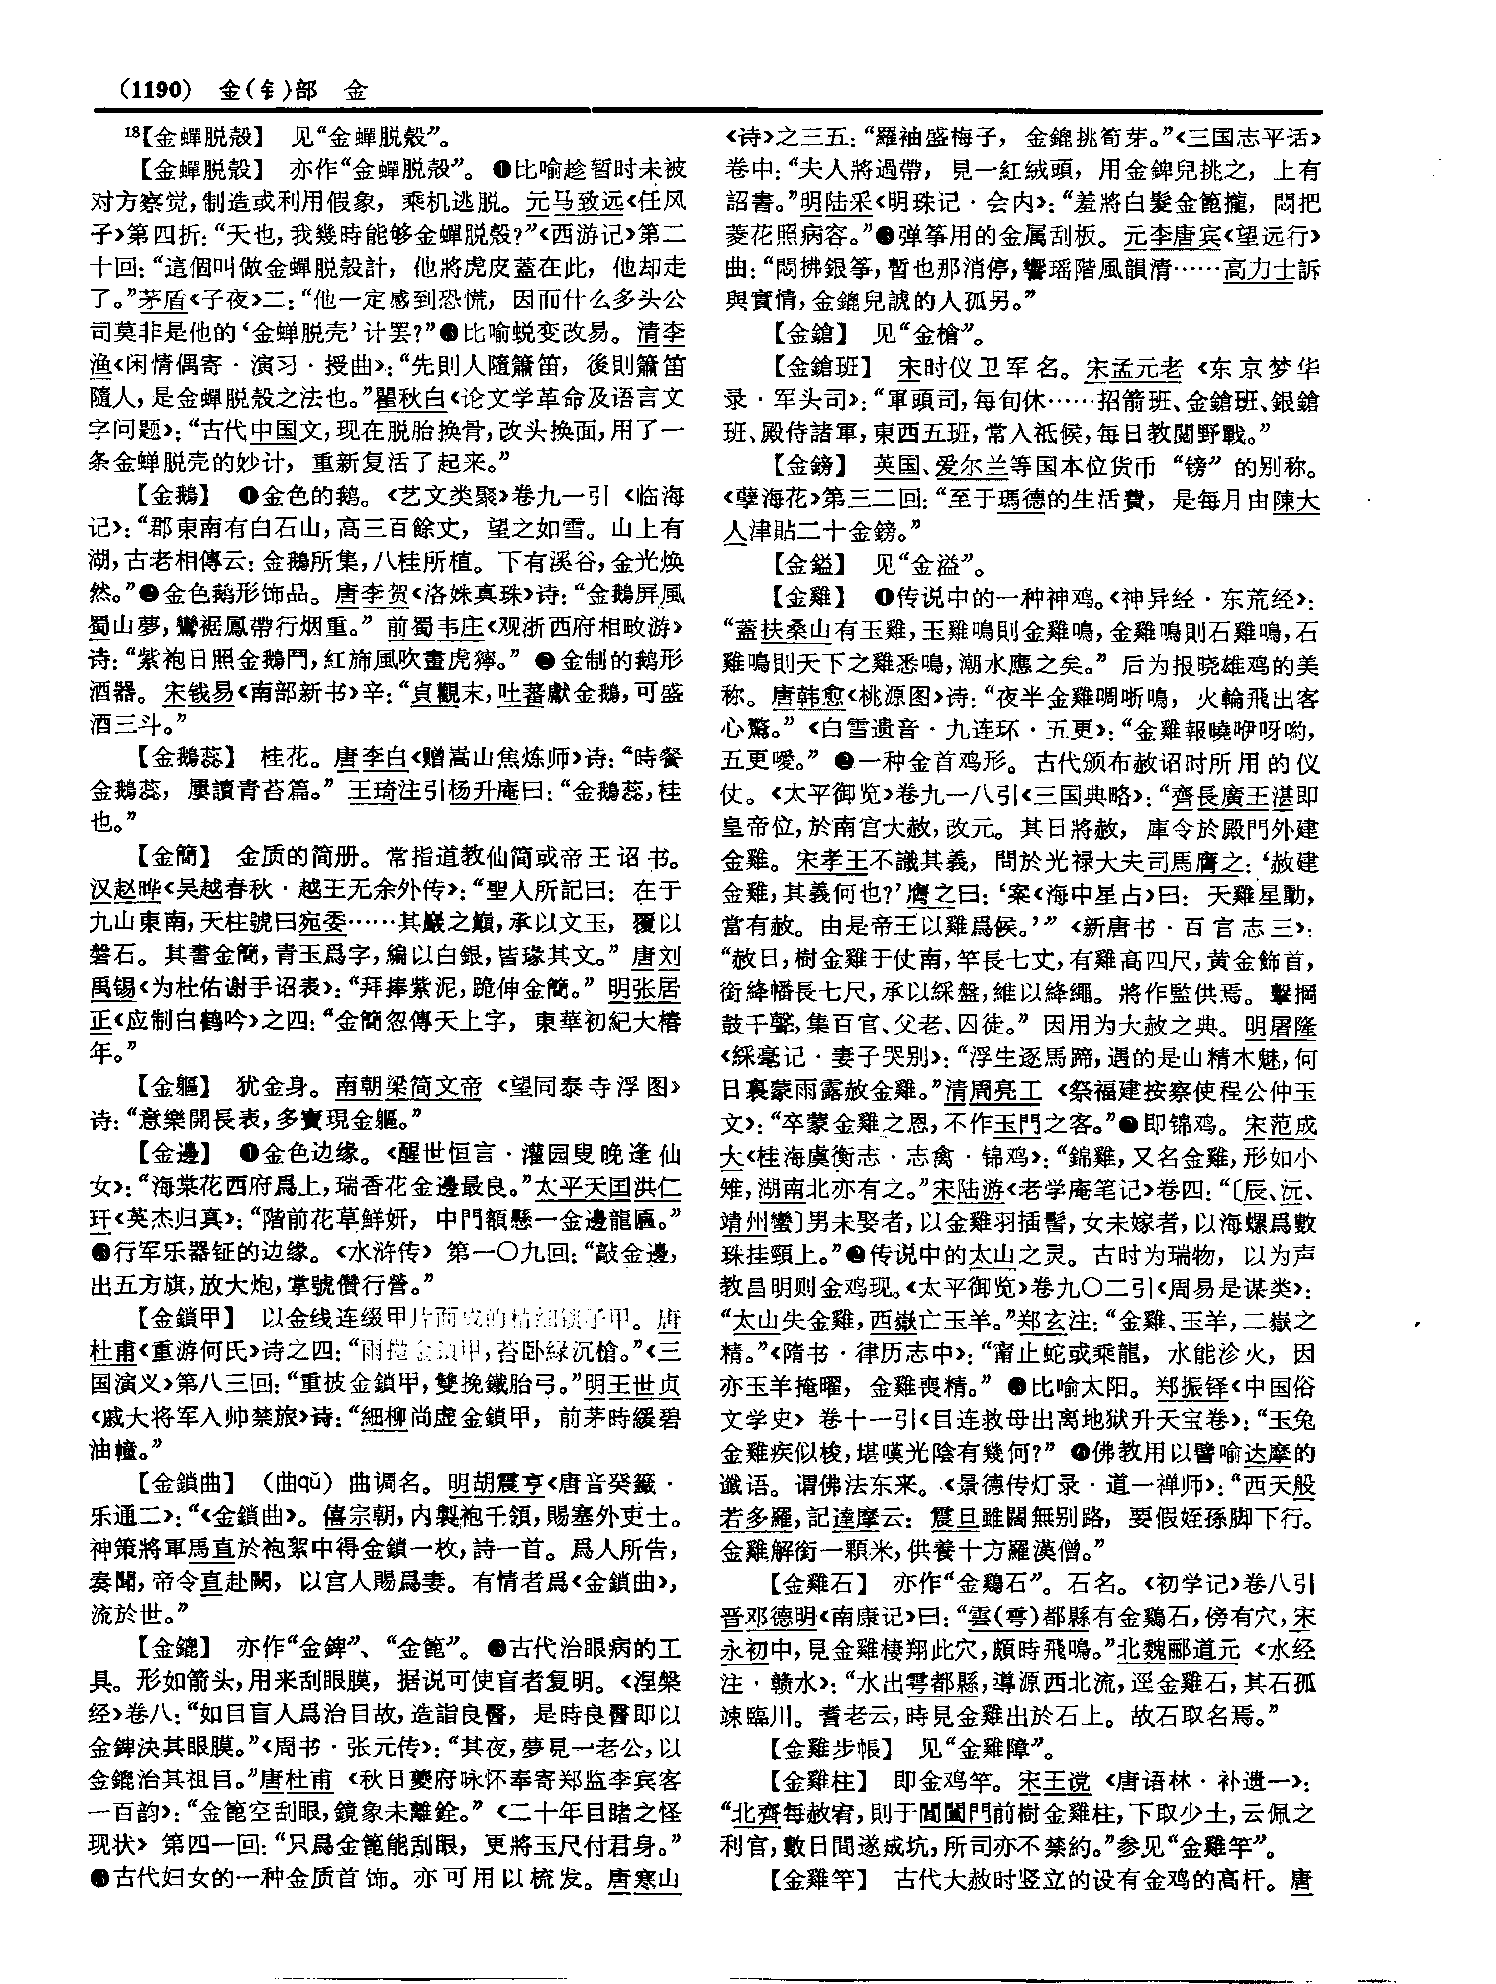 (1190) 金(钅)部 金
18【金蟬脱殼】 见“金蟬脱殻”。
【金蟬脱殼】 亦作“金蟬脱殻”。❶比喻趁暂时未被
对方察觉,制造或利用假象,乘机逃脱。元马致远《任风
子》第四折:“天也,我幾時能够金蟬脱殼?”《西游记》第二
十回:“這個叫做金蟬脱殼計,他將虎皮蓋在此,他却走
了。”茅盾《子夜》二:“他一定感到恐慌,因而什么多头公
司莫非是他的‘金蝉脱壳’计罢?”❷比喻蜕变改易。清李
渔《闲情偶寄·演习·授曲》:“先則人隨簫笛,後則簫笛
隨人,是金蟬脱殼之法也。”瞿秋白《论文学革命及语言文
字问题》:“古代中国文,现在脱胎换骨,改头换面,用了一
条金蝉脱壳的妙计,重新复活了起来。”
【金鵝】 ❶金色的鹅。《艺文类聚》卷九一引《临海
记》:“郡東南有白石山,高三百餘丈,望之如雪。山上有
湖,古老相傳云:金鵝所集,八桂所植。下有溪谷,金光焕
然。”❷金色鹅形饰品。唐李贺《洛姝真珠》诗:“金鵝屏風
蜀山夢,鸞裾鳳帶行烟重。”前蜀韦庄《观浙西府相畋游》
诗:“紫袍日照金鵝鬥,紅旆風吹畫虎獰。”❸金制的鹅形
酒器。宋钱易《南部新书》辛:“貞觀末,吐蕃獻金鵝,可盛
酒三斗。”
【金鵝蕊】 桂花。唐李白《赠嵩山焦炼师》诗:“時餐
金鵝蕊,屢讀青苔篇。”王琦注引杨升庵曰:“金鵝蕊,桂
也。”
【金簡】 金质的简册。常指道教仙简或帝王诏书。
汉赵晔《吴越春秋·越王无余外传》:“聖人所記曰:在于
九山東南,天柱號曰宛委……其巖之巔,承以文玉,覆以
磐石。其書金簡,青玉爲字,編以白銀,皆瑑其文。”唐刘
禹锡《为杜佑谢手诏表》:“拜捧紫泥,跪伸金簡。”明张居
正《应制白鹤吟》之四:“金簡忽傳天上字,東華初紀大椿
年。”
【金軀】 犹金身。南朝梁简文帝《望同泰寺浮图》
诗:“意樂開長表,多寶現金軀。”
【金邊】 ❶金色边缘。《醒世恒言·灌园叟晚逢仙
女》:“海棠花西府爲上,瑞香花金邊最良。”太平天囯洪仁
玕《英杰归真》:“階前花草鮮妍,中門額懸一金邊龍匾。”
❷行军乐器钲的边缘。《水浒传》第一〇九回:“敲金邊,
出五方旗,放大炮,掌號儹行營。”
【金鎖甲】 以金线连缀甲片而成的精细锁子甲。唐
杜甫《重游何氏》诗之四:“雨抛金鎖甲,苔卧緑沉槍。”《三
国演义》第八三回:“重披金鎖甲,雙挽鐵胎弓。”明王世贞
《戚大将军入帅禁旅》诗:“細柳尚虚金鎖甲,前茅時緩碧
油幢。”
【金鎖曲】 (曲qǔ) 曲调名。明胡震亨《唐音癸籤·
乐通二》:“《金鎖曲》。僖宗朝,内製袍千領,賜塞外吏士。
神策將軍馬直於袍絮中得金鎖一枚,詩一首。爲人所告,
奏聞,帝令直赴闕,以宫人賜爲妻。有情者爲《金鎖曲》,
流於世。”
【金鎞】 亦作“金錍”、“金篦”。❶古代治眼病的工
具。形如箭头,用来刮眼膜,据说可使盲者复明。《涅槃
经》卷八:“如目盲人爲治目故,造詣良醫,是時良醫即以
金錍決其眼膜。”《周书·张元传》:“其夜,夢見一老公,以
金鎞治其祖目。”唐杜甫《秋日夔府咏怀奉寄郑监李宾客
一百韵》:“金篦空刮眼,鏡象未離銓。”《二十年目睹之怪
现状》第四一回:“只爲金篦能刮眼,更將玉尺付君身。”
❷古代妇女的一种金质首饰。亦可用以梳发。唐寒山
《诗》之三五:“羅袖盛梅子,金鎞挑筍芽。”《三国志平话》
卷中:“夫人將過帶,見一紅絨頭,用金錍兒挑之,上有
詔書。”明陆采《明珠记·会内》:“羞將白髮金篦攏,悶把
菱花照病容。”❸弹筝用的金属刮板。元李唐宾《望远行》
曲:“悶拂銀筝,暫也那消停,響瑶階風韻清……高力士訴
與實情,金鎞兒誠的人孤另。”
【金鎗】 见“金槍”。
【金鎗班】 宋时仪卫军名。宋孟元老《东京梦华
录·军头司》:“軍頭司,每旬休……招箭班、金鎗班、銀鎗
班、殿侍諸軍,東西五班,常入祗候,每日教閲野戰。”
【金鎊】 英国、爱尔兰等国本位货币“镑”的别称。
《孽海花》第三二回:“至于瑪德的生活費,是每月由陳大
人津貼二十金鎊。”
【金鎰】 见“金溢”。
【金雞】 ❶传说中的一种神鸡。《神异经·东荒经》:
“蓋扶桑山有玉雞,玉雞鳴則金雞鳴,金雞鳴則石雞鳴,石
雞鳴則天下之雞悉鳴,潮水應之矣。”后为报晓雄鸡的美
称。唐韩愈《桃源图》诗:“夜半金雞啁哳鳴,火輪飛出客
心驚。”《白雪遗音·九连环·五更》:“金雞報曉咿呀喲,
五更噯。”❷一种金首鸡形。古代颁布赦诏时所用的仪
仗。《太平御览》卷九一八引《三国典略》:“齊長廣王湛即
皇帝位,於南宫大赦,改元。其日將赦,庫令於殿門外建
金雞。宋孝王不識其義,問於光禄大夫司馬膺之:‘赦建
金雞,其義何也?’膺之曰:‘案《海中星占》曰:天雞星動,
當有赦。由是帝王以雞爲候。’”《新唐书·百官志三》:
“赦日,樹金雞于仗南,竿長七丈,有雞高四尺,黄金飾首,
銜絳幡長七尺,承以綵盤,維以絳繩。將作監供焉。擊㧏
鼓千聲,集百官、父老、囚徒。”因用为大赦之典。明屠隆
《綵毫记·妻子哭别》:“浮生逐馬蹄,遇的是山精木魅,何
日裏蒙雨露赦金雞。”清周亮工《祭福建按察使程公仲玉
文》:“卒蒙金雞之恩,不作玉門之客。”❸即锦鸡。宋范成
大《桂海虞衡志·志禽·锦鸡》:“錦雞,又名金雞,形如小
雉,湖南北亦有之。”宋陆游《老学庵笔记》卷四:“〔辰、沅、
靖州蠻〕男未娶者,以金雞羽插髻,女未嫁者,以海螺爲數
珠挂頸上。”❹传说中的太山之灵。古时为瑞物,以为声
教昌明则金鸡现。《太平御览》卷九〇二引《周易是谋类》:
“太山失金雞,西嶽亡玉羊。”郑玄注:“金雞、玉羊,二嶽之
精。”《隋书·律历志中》:“甯止蛇或乘龍,水能沴火,因
亦玉羊掩曜,金雞喪精。”❺比喻太阳。郑振铎《中国俗
文学史》卷十一引《目连救母出离地狱升天宝卷》:“玉兔
金雞疾似梭,堪嘆光陰有幾何?”❻佛教用以譬喻达摩的
谶语。谓佛法东来。《景德传灯录·道一禅师》:“西天般
若多羅,記達摩云:震旦雖闊無别路,要假姪孫脚下行。
金雞解銜一顆米,供養十方羅漢僧。”
【金雞石】 亦作“金鷄石”。石名。《初学记》卷八引
晋邓德明《南康记》曰:“雲(雩)都縣有金鷄石,傍有穴,宋
永初中,見金雞棲翔此穴,頗時飛鳴。”北魏郦道元《水经
注·赣水》:“水出雩都縣,導源西北流,逕金雞石,其石孤
竦臨川。耆老云,時見金雞出於石上。故石取名焉。”
【金雞步帳】 见“金雞障”。
【金雞柱】 即金鸡竿。宋王谠《唐语林·补遗一》:
“北齊每赦宥,則于閶闔門前樹金雞柱,下取少土,云佩之
利官,數日間遂成坑,所司亦不禁約。”参见“金雞竿”。
【金雞竿】 古代大赦时竖立的设有金鸡的高杆。唐